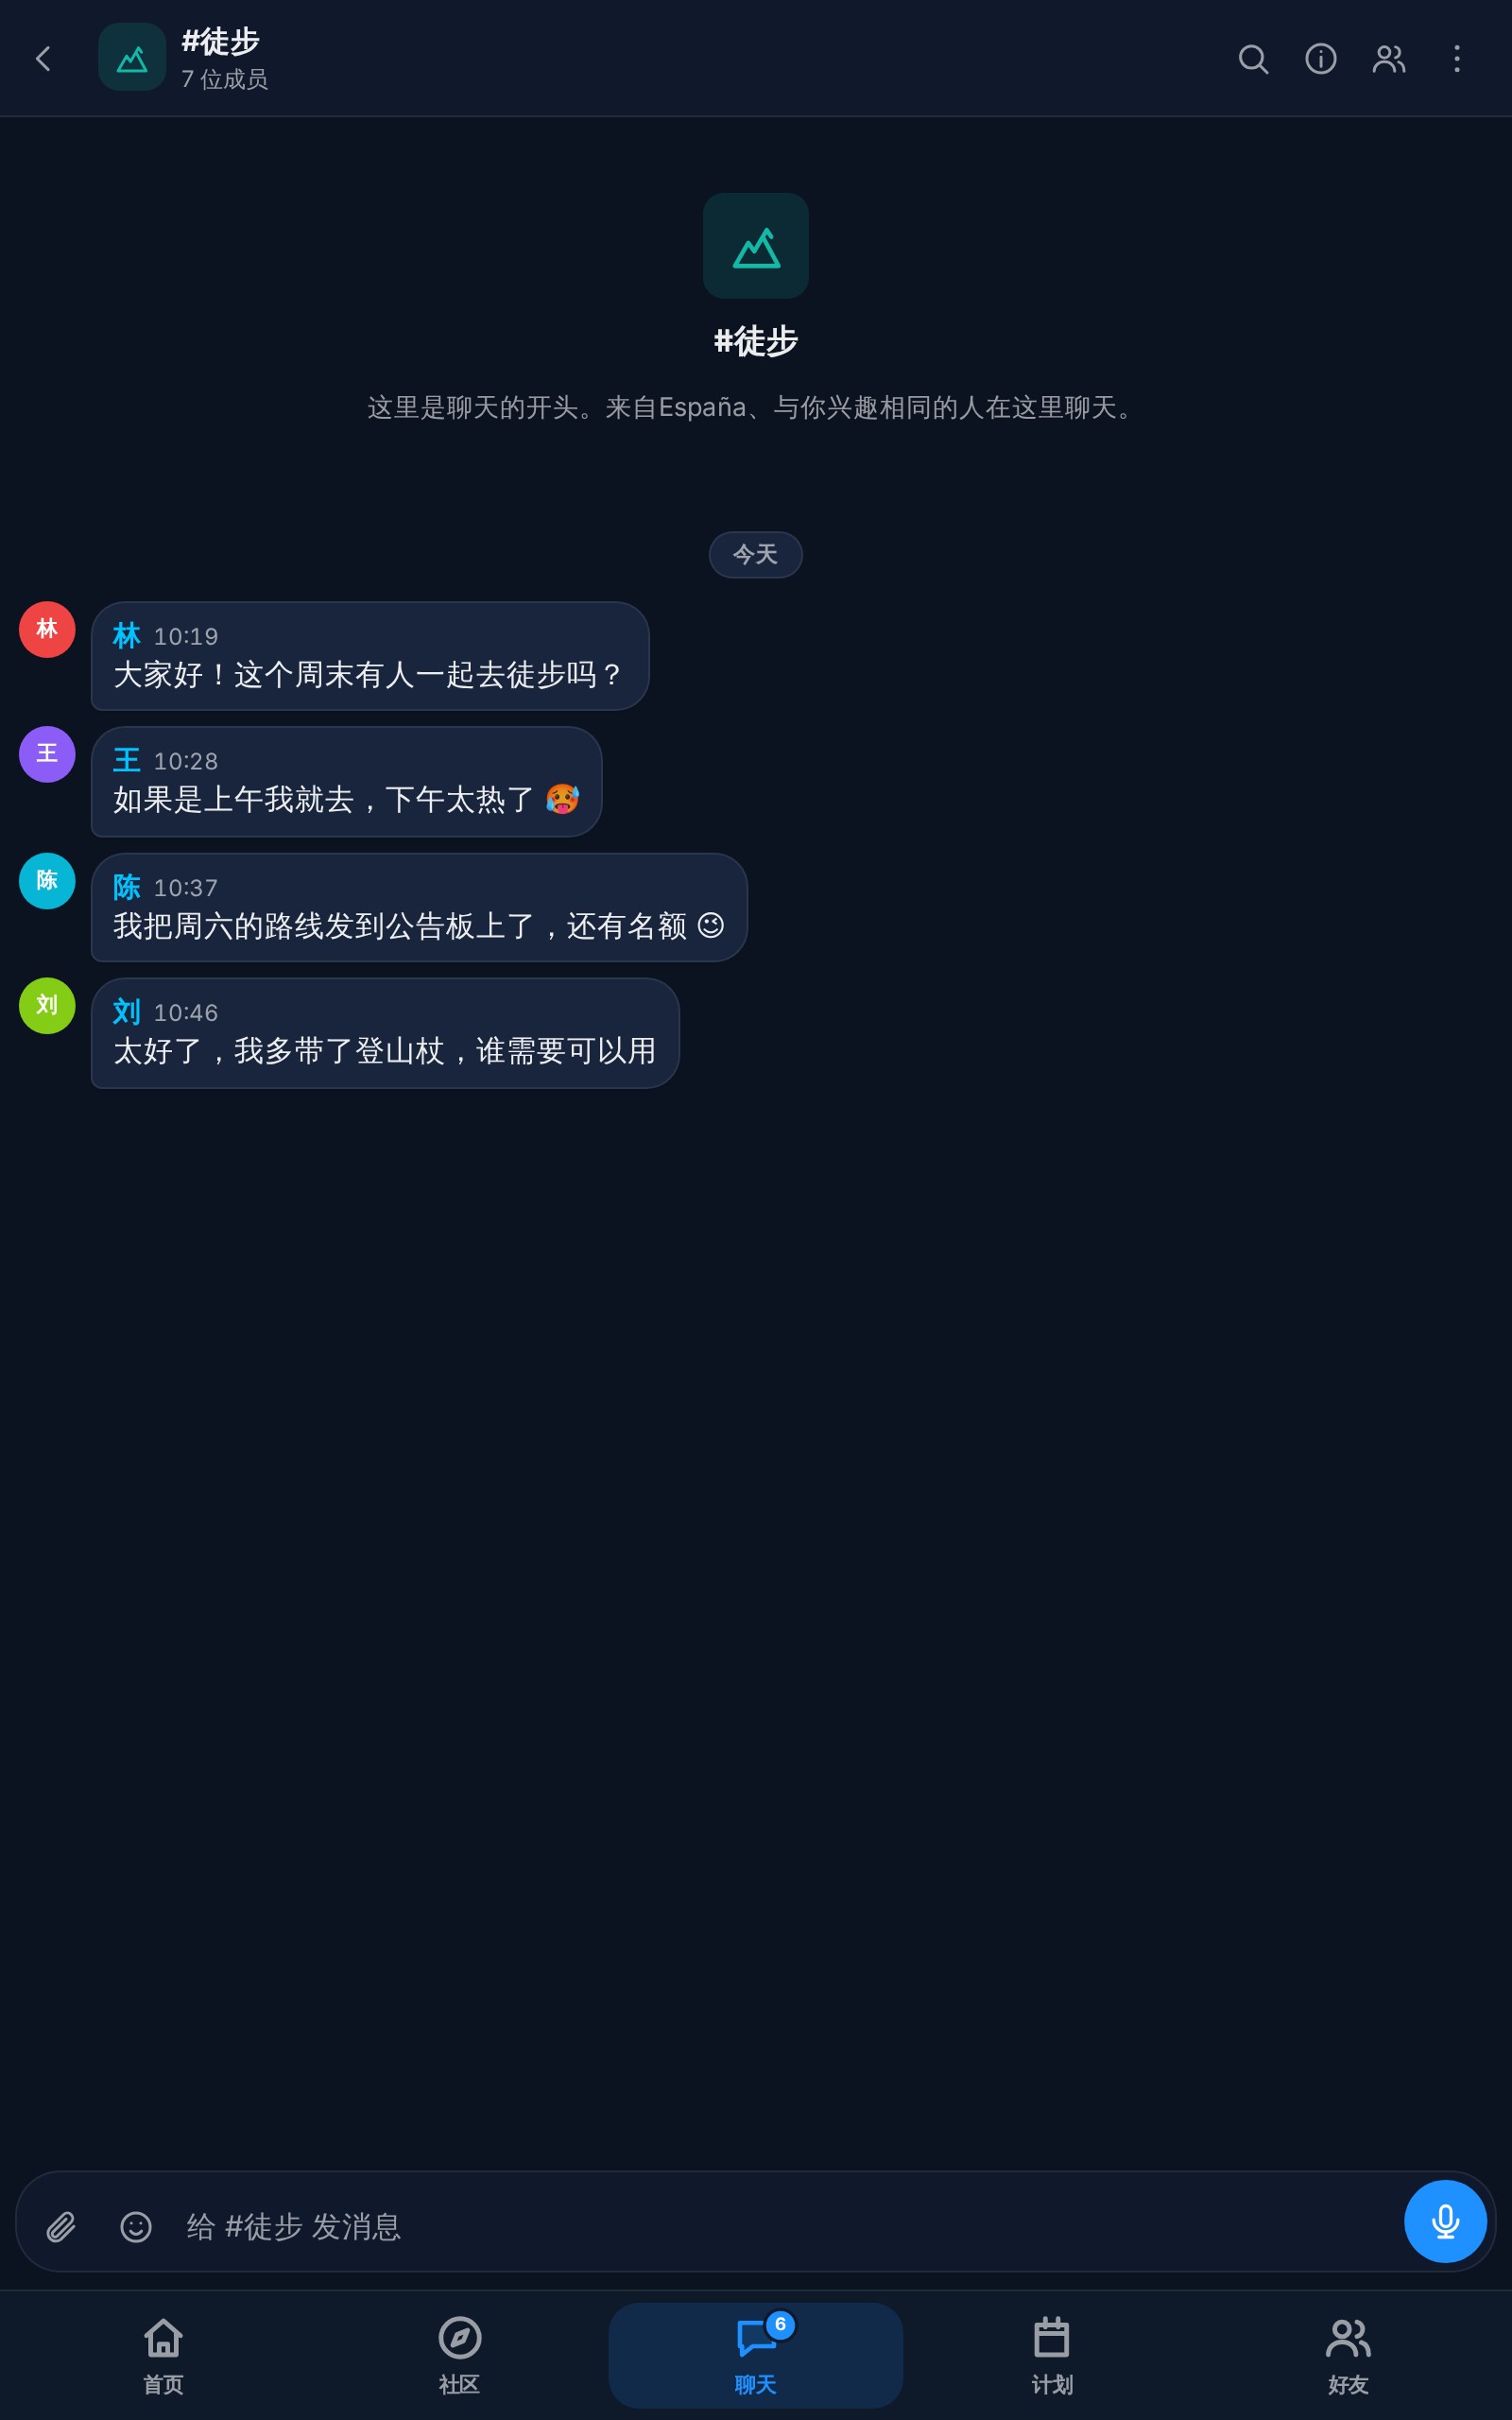 #徒步
7 位成员
#徒步
这里是聊天的开头。来自España、与你兴趣相同的人在这里聊天。
今天
林
林 10:19
大家好！这个周末有人一起去徒步吗？
王
王 10:28
如果是上午我就去，下午太热了 🥵
陈
陈 10:37
我把周六的路线发到公告板上了，还有名额 😉
刘
刘 10:46
太好了，我多带了登山杖，谁需要可以用
给 #徒步 发消息
6
首页 社区 聊天 计划 好友